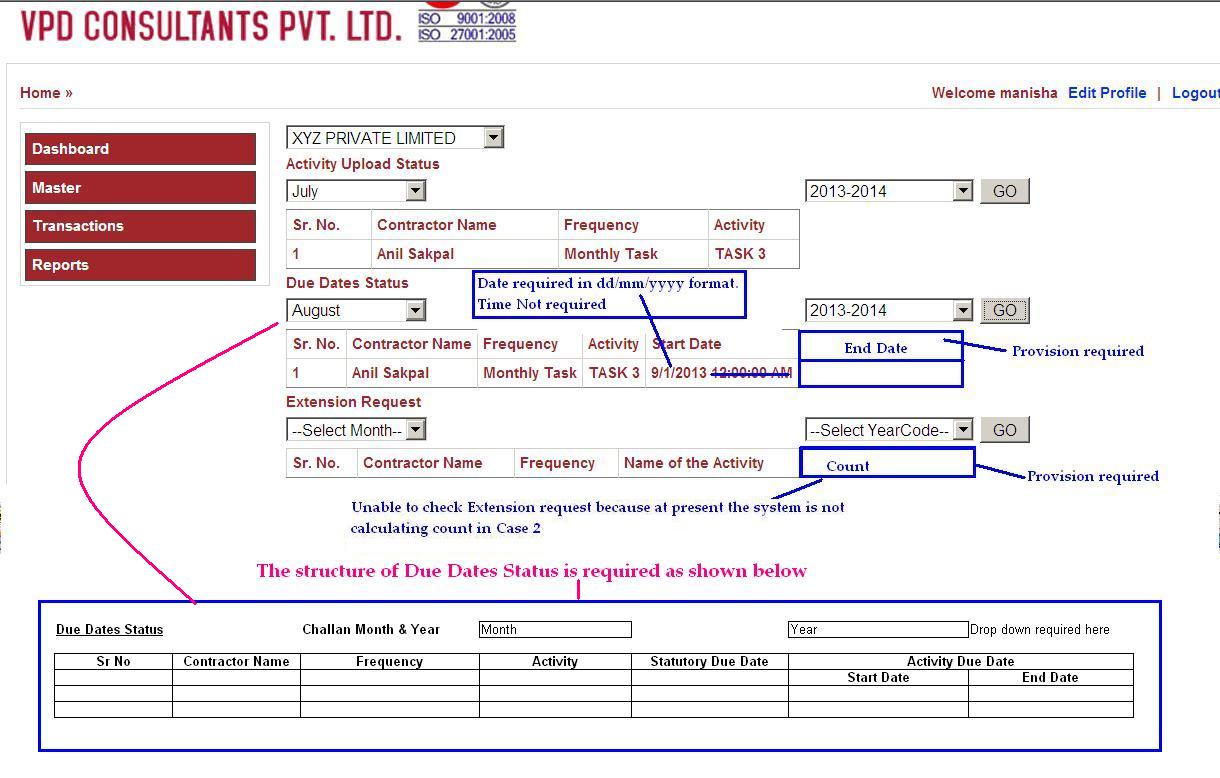 VPD CONSULTANTS PVT. LTD.
ISO 9001:2008
ISO 27001:2005
Home »
Welcome manisha Edit Profile | Logout
Dashboard
Master
Transactions
Reports
XYZ PRIVATE LIMITED
Activity Upload Status
July 2013-2014 GO
Sr. No. Contractor Name Frequency Activity
1 Anil Sakpal Monthly Task TASK 3
Due Dates Status
Date required in dd/mm/yyyy format.
Time Not required
August 2013-2014 GO
Sr. No. Contractor Name Frequency Activity Start Date End Date
Provision required
1 Anil Sakpal Monthly Task TASK 3 9/1/2013 12:00:00 AM
Extension Request
--Select Month-- --Select YearCode-- GO
Sr. No. Contractor Name Frequency Name of the Activity Count
Provision required
Unable to check Extension request because at present the system is not
calculating count in Case 2
The structure of Due Dates Status is required as shown below
Due Dates Status Challan Month & Year Month Year Drop down required here
Sr No Contractor Name Frequency Activity Statutory Due Date Activity Due Date
Start Date End Date